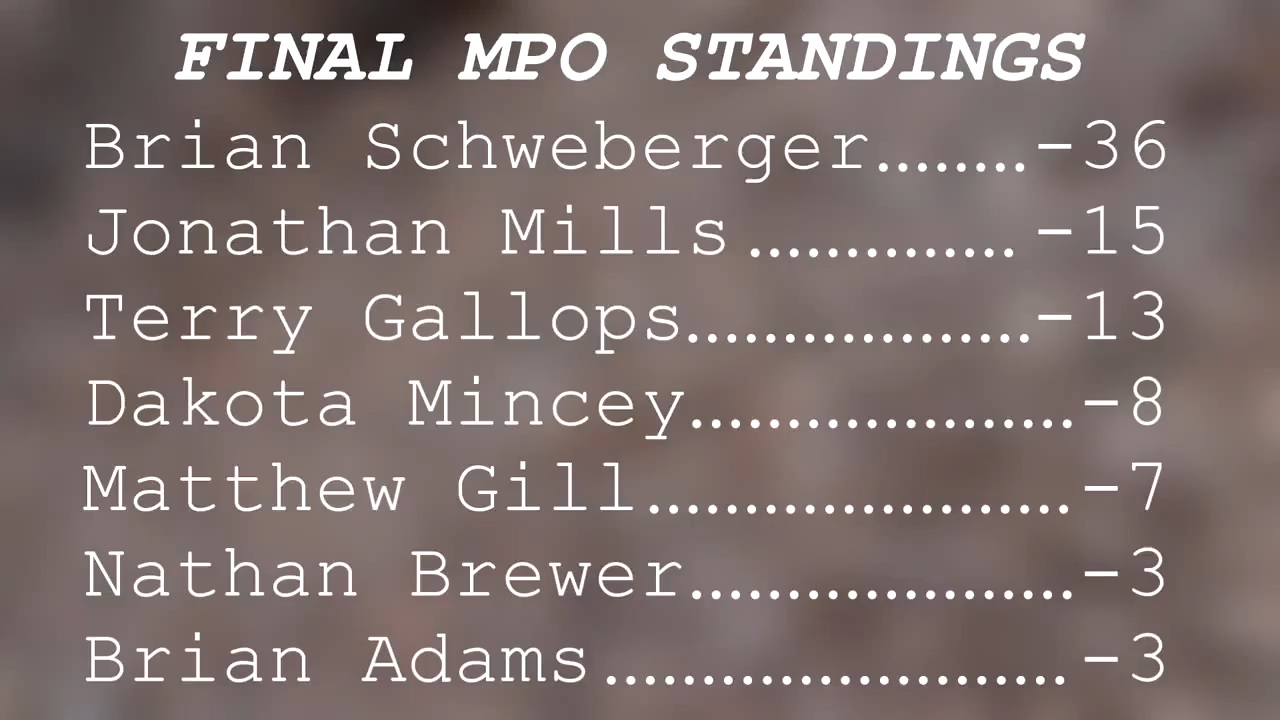 FINAL MPO STANDINGS
Brian Schweberger........-36
Jonathan Mills..............-15
Terry Gallops..................-13
Dakota Mincey....................-8
Matthew Gill......................-7
Nathan Brewer....................-3
Brian Adams........................-3